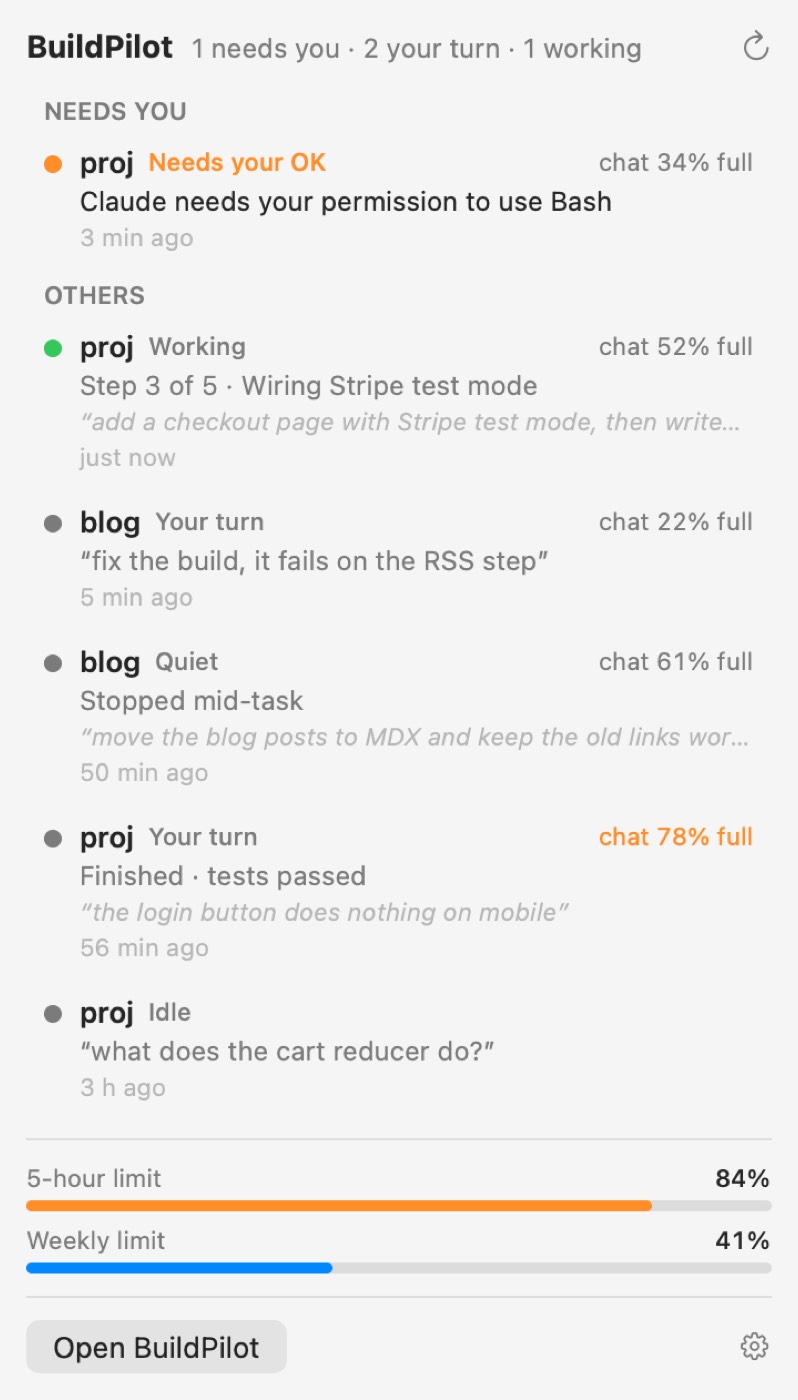 BuildPilot 1 needs you · 2 your turn · 1 working
NEEDS YOU
proj Needs your OK chat 34% full
Claude needs your permission to use Bash
3 min ago
OTHERS
proj Working chat 52% full
Step 3 of 5 · Wiring Stripe test mode
“add a checkout page with Stripe test mode, then write...
just now
blog Your turn chat 22% full
“fix the build, it fails on the RSS step”
5 min ago
blog Quiet chat 61% full
Stopped mid-task
“move the blog posts to MDX and keep the old links wor...
50 min ago
proj Your turn chat 78% full
Finished · tests passed
“the login button does nothing on mobile”
56 min ago
proj Idle
“what does the cart reducer do?”
3 h ago
5-hour limit 84%
Weekly limit 41%
Open BuildPilot